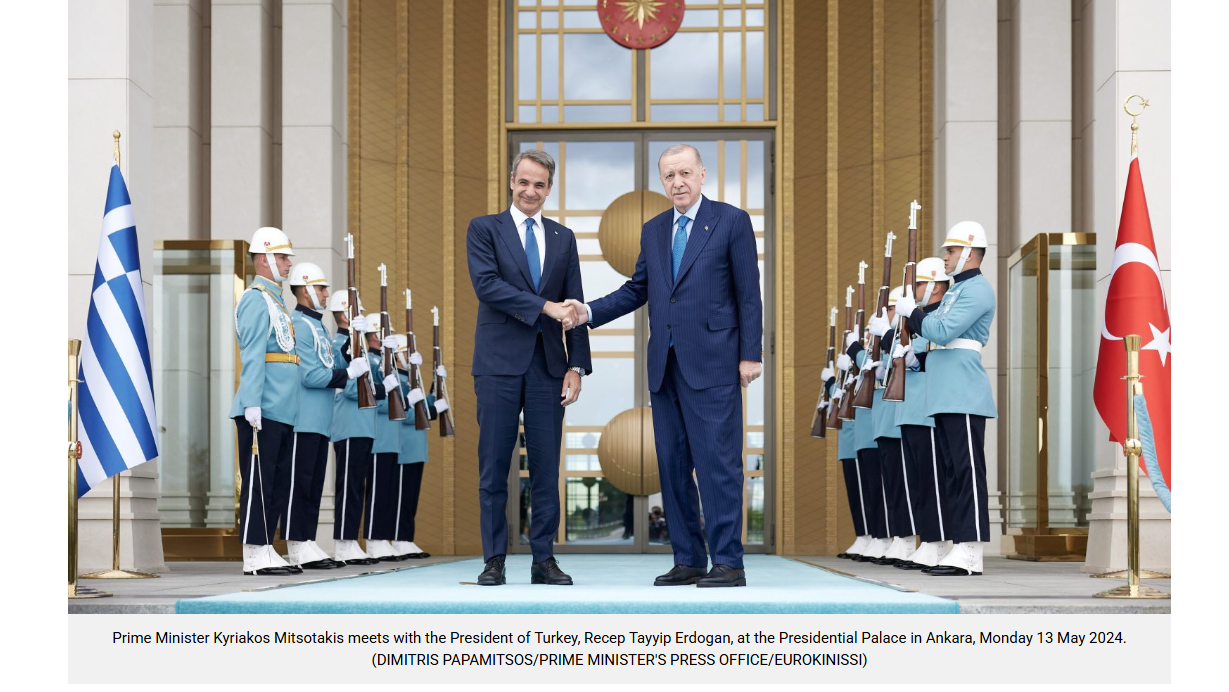 Prime Minister Kyriakos Mitsotakis meets with the President of Turkey, Recep Tayyip Erdogan, at the Presidential Palace in Ankara, Monday 13 May 2024.
(DIMITRIS PAPAMITSOS/PRIME MINISTER'S PRESS OFFICE/EUROKINISSI)